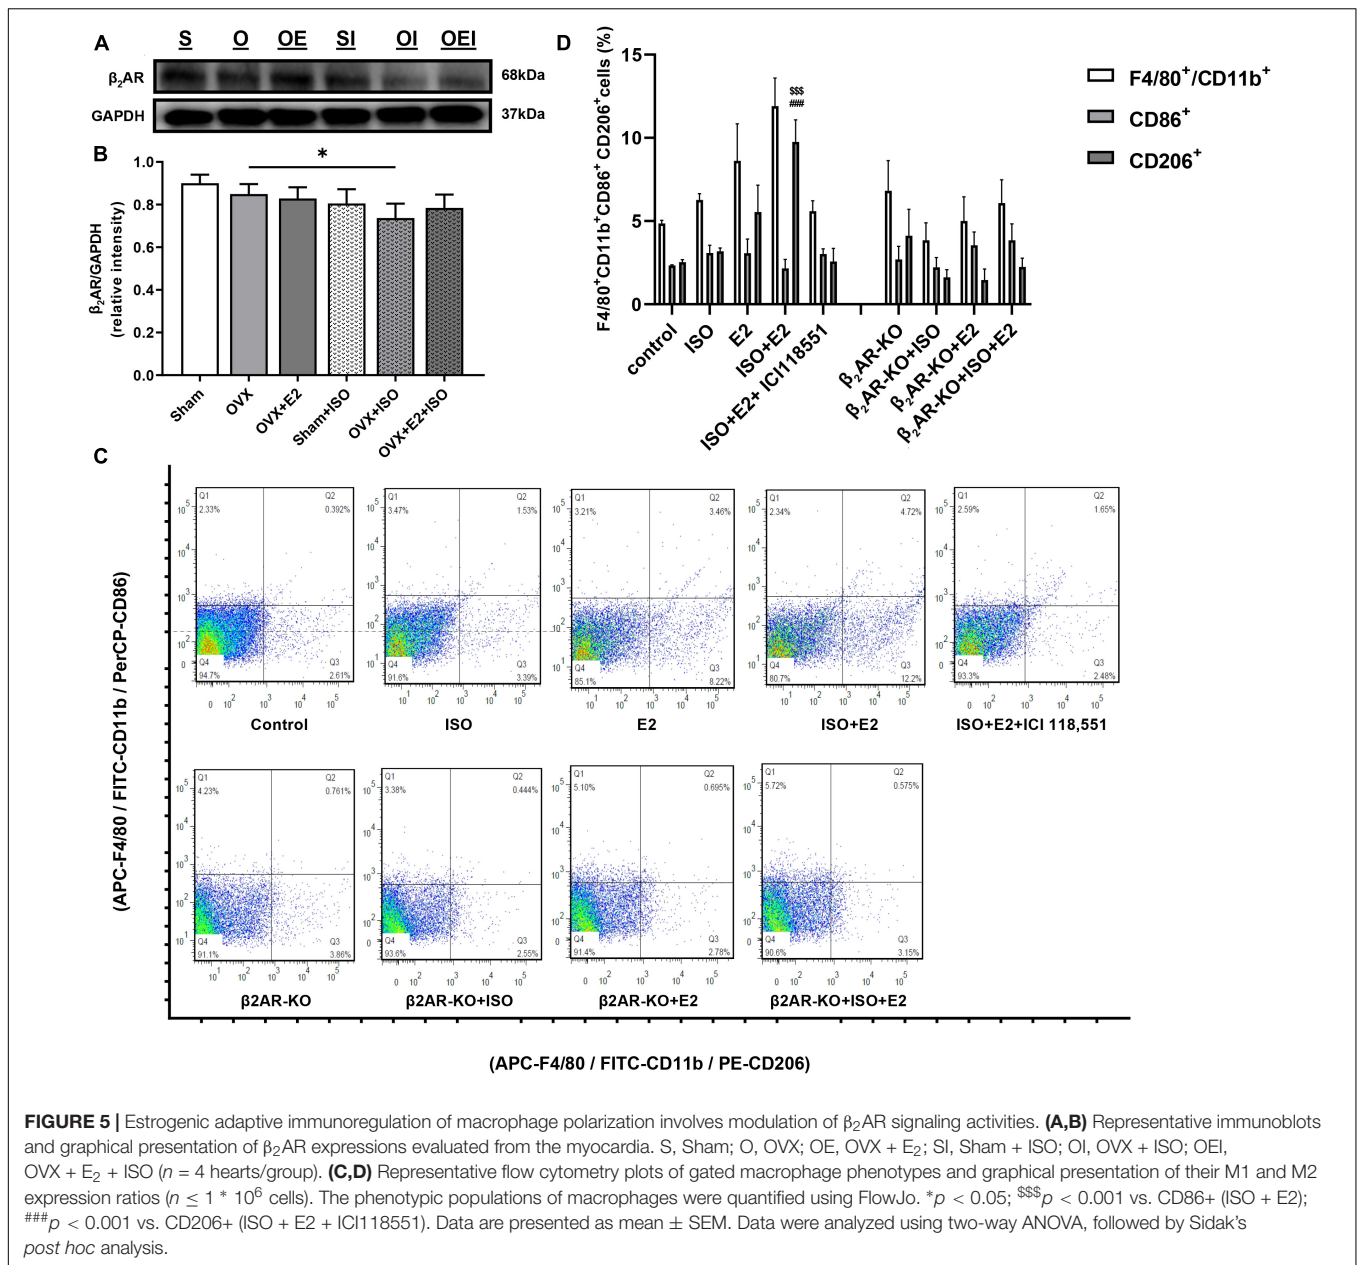 A
S O OE SI OI OEI
β₂AR 68kDa
GAPDH 37kDa
B
β₂AR/GAPDH
(relative intensity)
1.0
0.8
0.6
0.4
0.2
0.0
*
Sham
OVX
OVX+E2
Sham+ISO
OVX+ISO
OVX+E2+ISO
D
F4/80⁺CD11b⁺CD86⁺ CD206⁺cells (%)
15
10
5
0
$$$
###
control
ISO
E2
ISO+E2
ISO+E2+ ICI118551
β₂AR-KO
β₂AR-KO+ISO
β₂AR-KO+E2
β₂AR-KO+ISO+E2
F4/80⁺/CD11b⁺
CD86⁺
CD206⁺
C
(APC-F4/80 / FITC-CD11b / PerCP-CD86)
Q1 Q2
2.33% 0.392%
Q4 Q3
94.7% 2.61%
Control
Q1 Q2
3.47% 1.53%
Q4 Q3
91.6% 3.39%
ISO
Q1 Q2
3.21% 3.46%
Q4 Q3
85.1% 8.22%
E2
Q1 Q2
2.34% 4.72%
Q4 Q3
80.7% 12.2%
ISO+E2
Q1 Q2
2.59% 1.65%
Q4 Q3
93.3% 2.48%
ISO+E2+ICI 118,551
Q1 Q2
4.23% 0.761%
Q4 Q3
91.1% 3.86%
β2AR-KO
Q1 Q2
3.38% 0.444%
Q4 Q3
93.6% 2.55%
β2AR-KO+ISO
Q1 Q2
5.10% 0.695%
Q4 Q3
91.4% 2.78%
β2AR-KO+E2
Q1 Q2
5.72% 0.575%
Q4 Q3
90.6% 3.15%
β2AR-KO+ISO+E2
(APC-F4/80 / FITC-CD11b / PE-CD206)
FIGURE 5 | Estrogenic adaptive immunoregulation of macrophage polarization involves modulation of β₂AR signaling activities. (A,B) Representative immunoblots
and graphical presentation of β₂AR expressions evaluated from the myocardia. S, Sham; O, OVX; OE, OVX + E₂; SI, Sham + ISO; OI, OVX + ISO; OEI,
OVX + E₂ + ISO (n = 4 hearts/group). (C,D) Representative flow cytometry plots of gated macrophage phenotypes and graphical presentation of their M1 and M2
expression ratios (n ≤ 1 * 10⁶ cells). The phenotypic populations of macrophages were quantified using FlowJo. *p < 0.05; $$$p < 0.001 vs. CD86+ (ISO + E2);
###p < 0.001 vs. CD206+ (ISO + E2 + ICI118551). Data are presented as mean ± SEM. Data were analyzed using two-way ANOVA, followed by Sidak's
post hoc analysis.